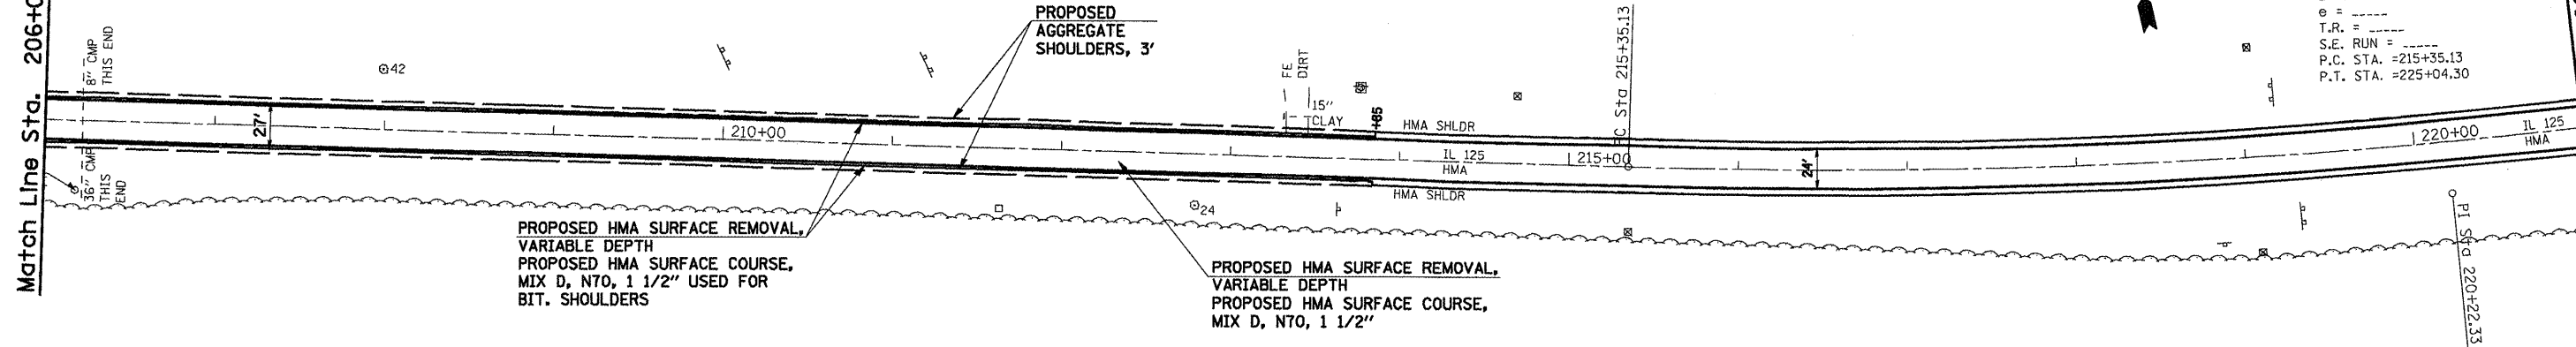 Match Line Sta. 206+0
8" CMP
THIS END
36" CMP
THIS
END
27'
⊙42
210+00
PROPOSED
AGGREGATE
SHOULDERS, 3'
PROPOSED HMA SURFACE REMOVAL,
VARIABLE DEPTH
PROPOSED HMA SURFACE COURSE,
MIX D, N70, 1 1/2" USED FOR
BIT. SHOULDERS
FE
DIRT
15"
CLAY
+85
HMA SHLDR
HMA SHLDR
IL 125
HMA
⊙24
PROPOSED HMA SURFACE REMOVAL,
VARIABLE DEPTH
PROPOSED HMA SURFACE COURSE,
MIX D, N70, 1 1/2"
215+00
PC Sta 215+35.13
24'
e = -----
T.R. = -----
S.E. RUN = -----
P.C. STA. =215+35.13
P.T. STA. =225+04.30
220+00
IL 125
HMA
PI Sta 220+22.33